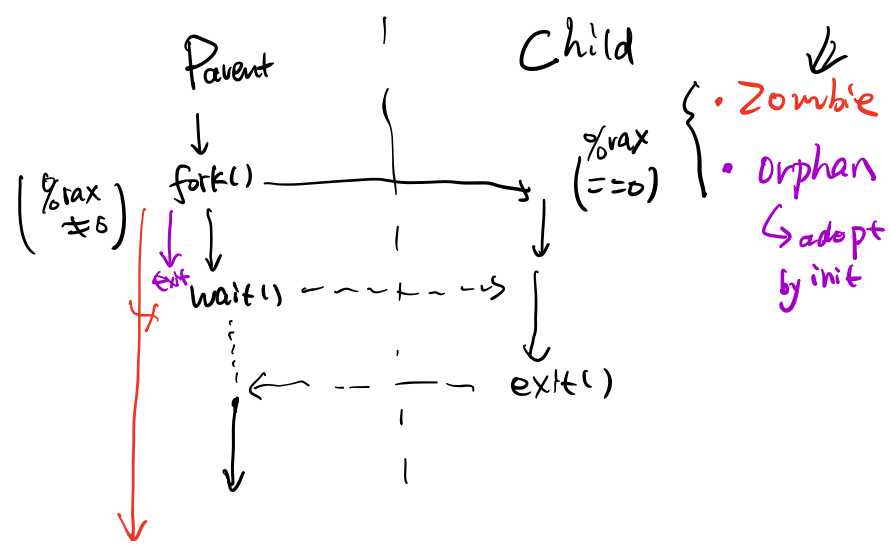 Parent
Child
• Zombie
%rax
(==0)
• orphan
fork()
(%rax
≠0)
↳ adopt
by init
exit
wait()
exit()